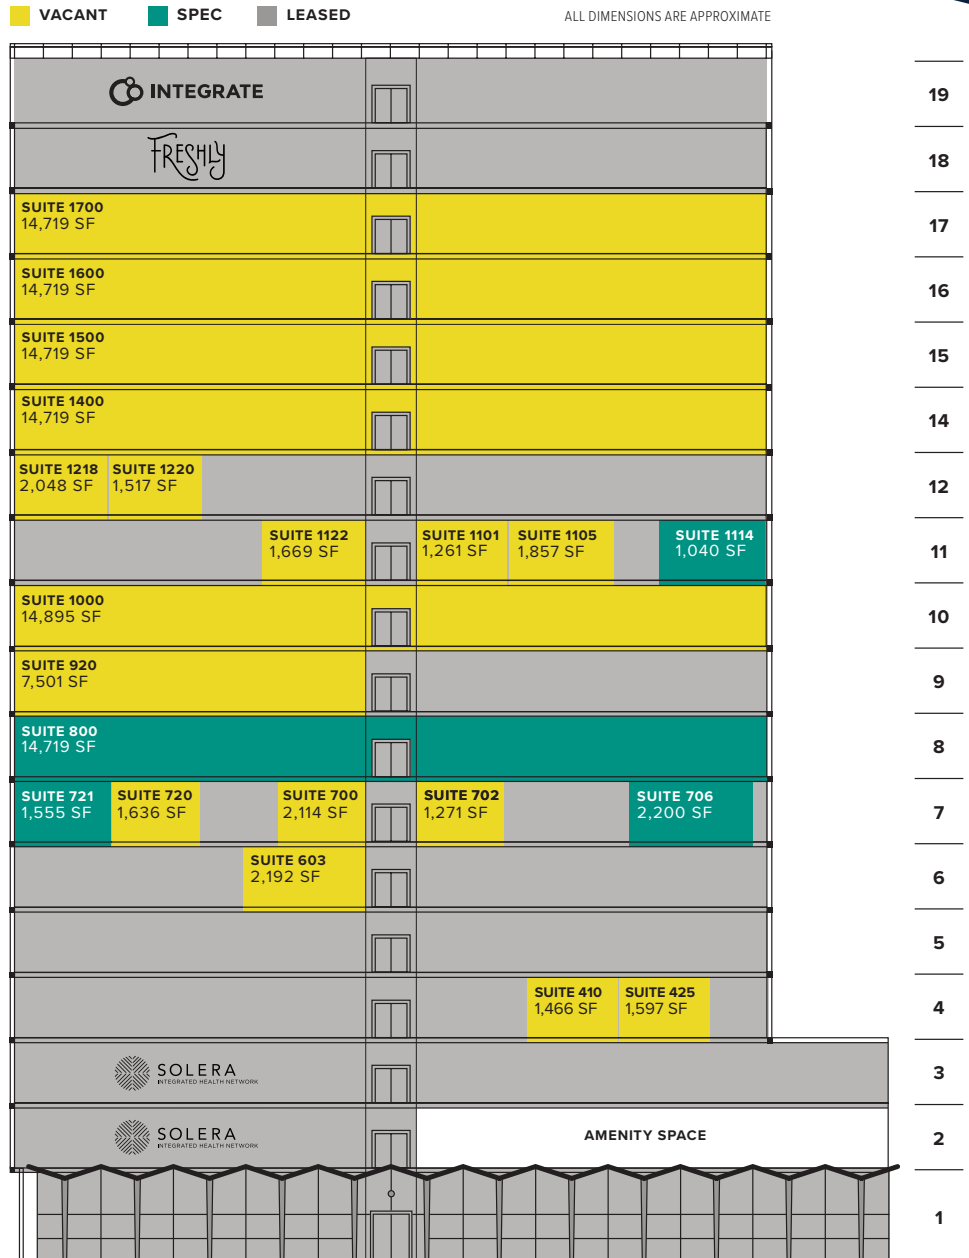 VACANT SPEC LEASED
ALL DIMENSIONS ARE APPROXIMATE
INTEGRATE
19
FRESHLY
18
SUITE 1700
14,719 SF
17
SUITE 1600
14,719 SF
16
SUITE 1500
14,719 SF
15
SUITE 1400
14,719 SF
14
SUITE 1218
2,048 SF
SUITE 1220
1,517 SF
12
SUITE 1122
1,669 SF
SUITE 1101
1,261 SF
SUITE 1105
1,857 SF
SUITE 1114
1,040 SF
11
SUITE 1000
14,895 SF
10
SUITE 920
7,501 SF
9
SUITE 800
14,719 SF
8
SUITE 721
1,555 SF
SUITE 720
1,636 SF
SUITE 700
2,114 SF
SUITE 702
1,271 SF
SUITE 706
2,200 SF
7
SUITE 603
2,192 SF
6
5
SUITE 410
1,466 SF
SUITE 425
1,597 SF
4
SOLERA
INTEGRATED HEALTH NETWORK
3
SOLERA
INTEGRATED HEALTH NETWORK
AMENITY SPACE
2
1